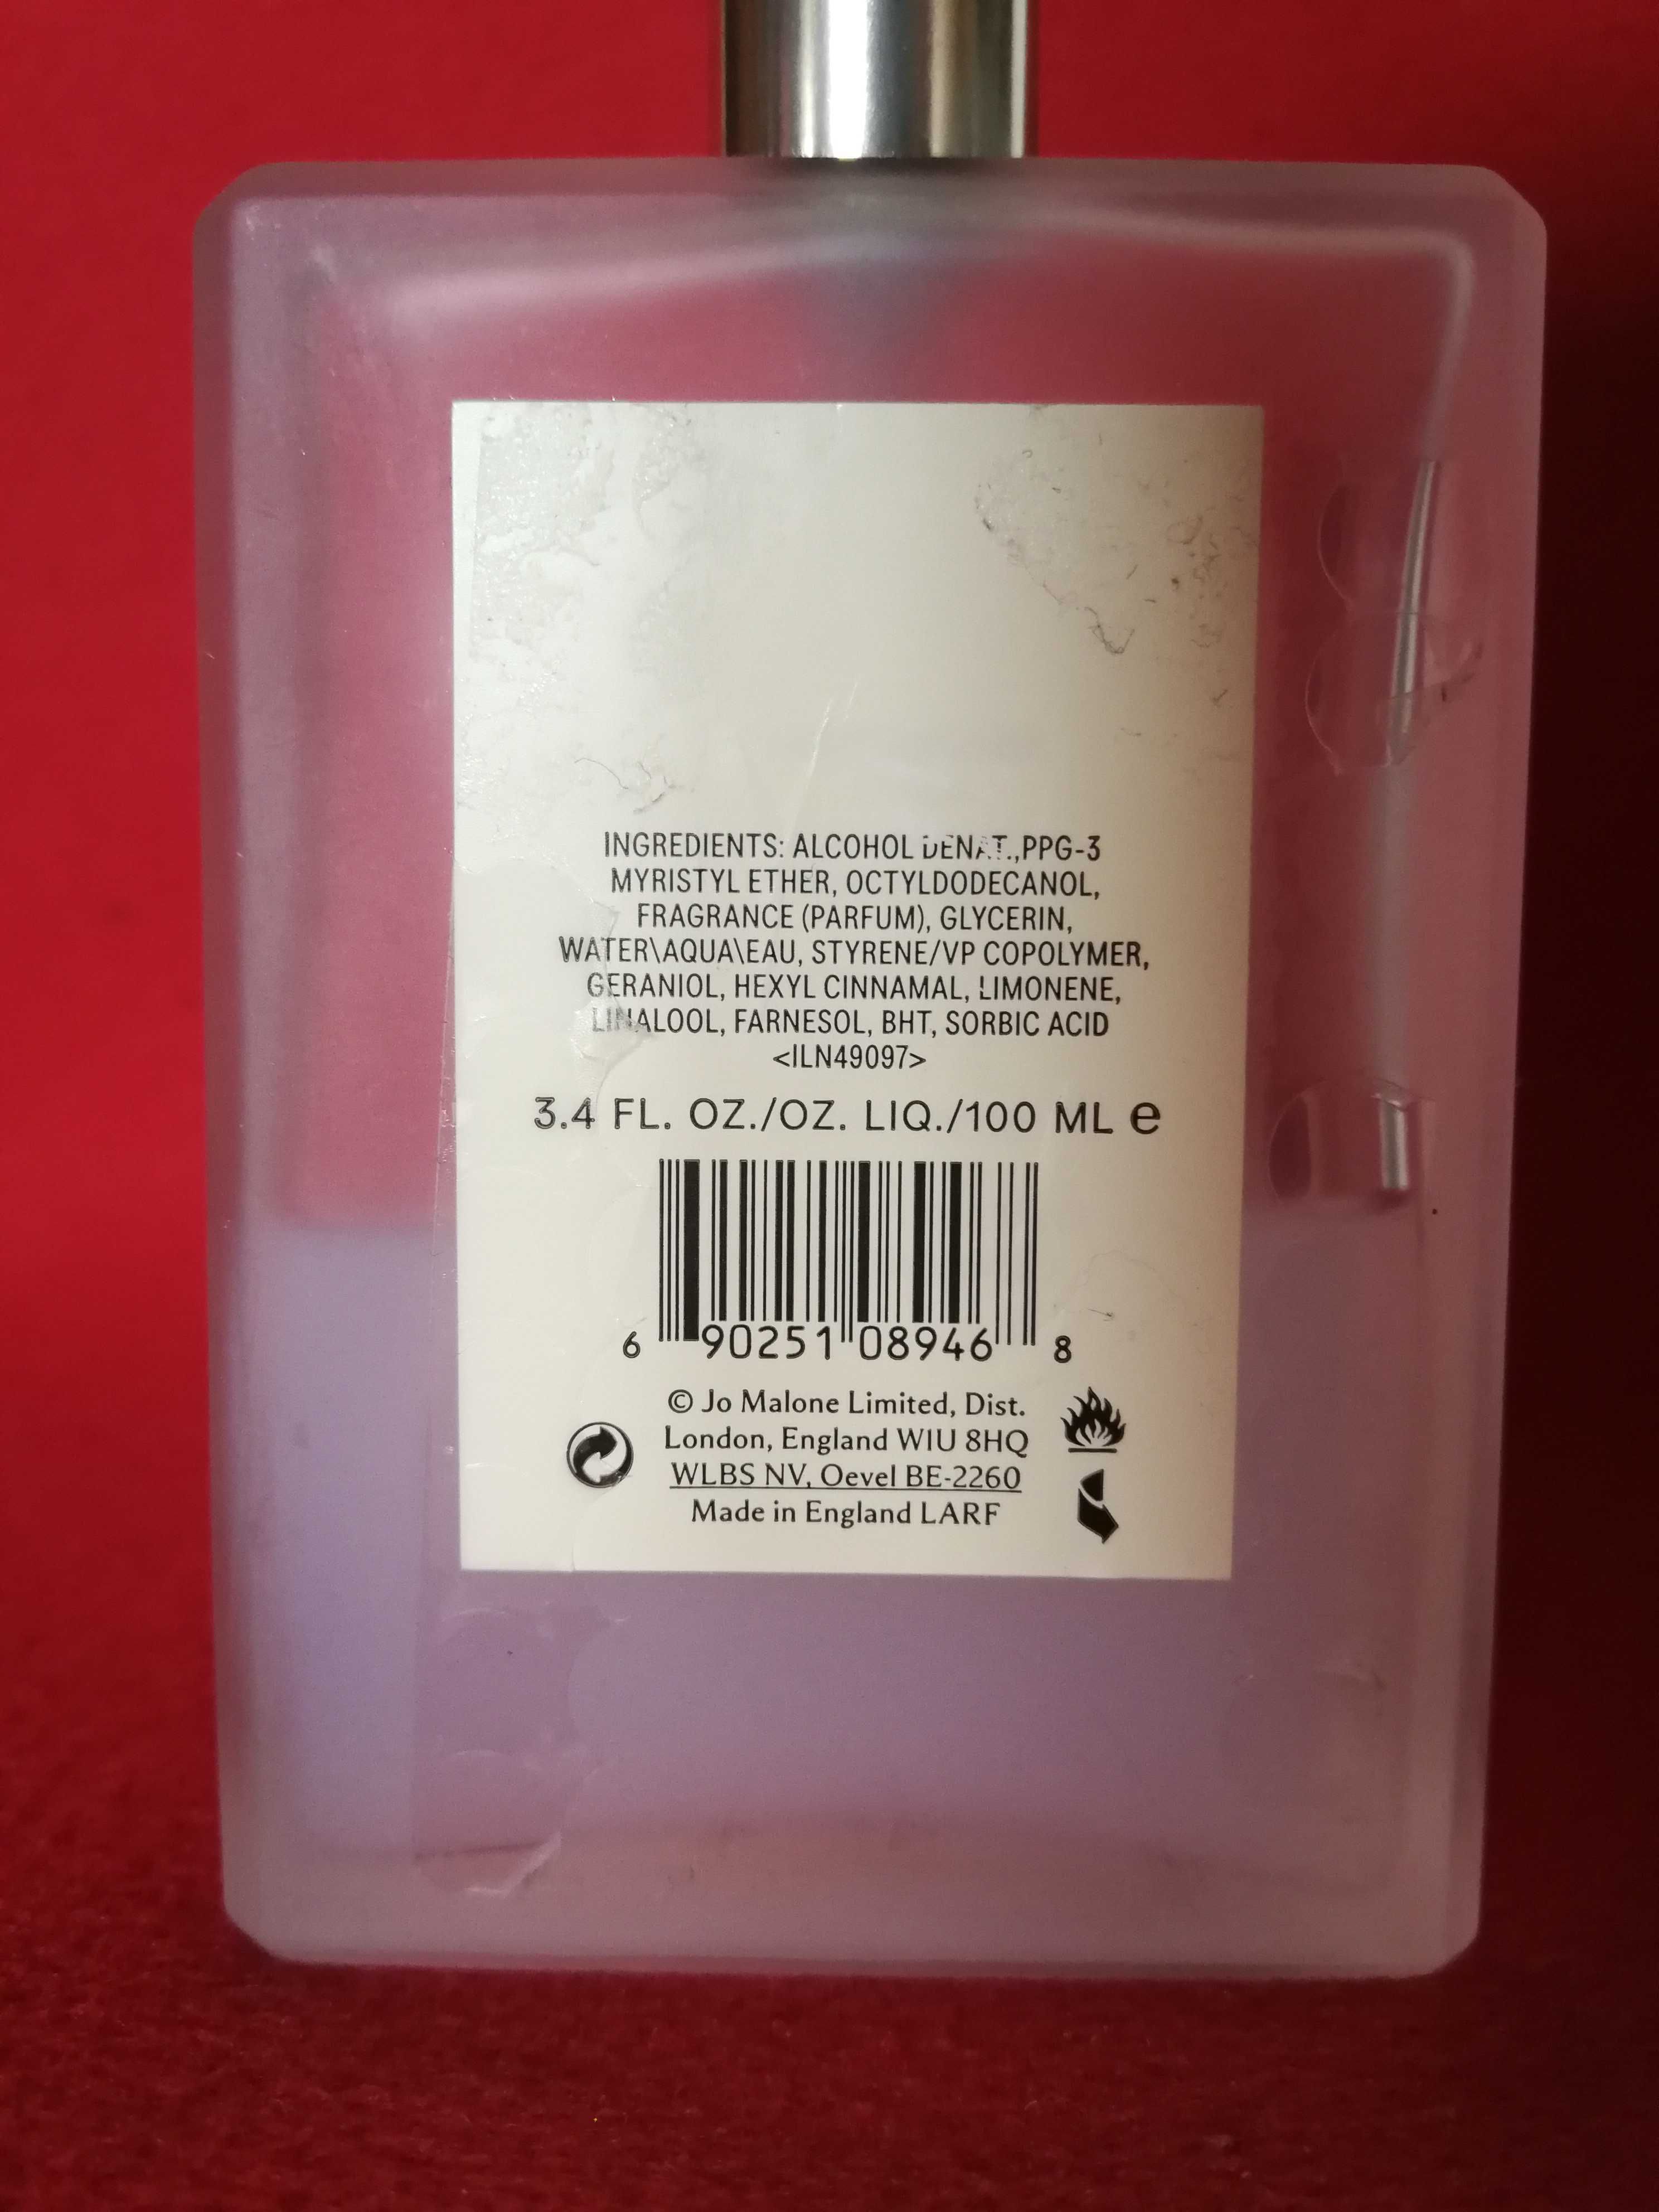 INGREDIENTS: ALCOHOL DENAT.,PPG-3
MYRISTYL ETHER, OCTYLDODECANOL,
FRAGRANCE (PARFUM), GLYCERIN,
WATER\AQUA\EAU, STYRENE/VP COPOLYMER,
GERANIOL, HEXYL CINNAMAL, LIMONENE,
LINALOOL, FARNESOL, BHT, SORBIC ACID
<ILN49097>
3.4 FL. OZ./OZ. LIQ./100 ML e
6 90251 08946 8
© Jo Malone Limited, Dist.
London, England W1U 8HQ
WLBS NV, Oevel BE-2260
Made in England LARF